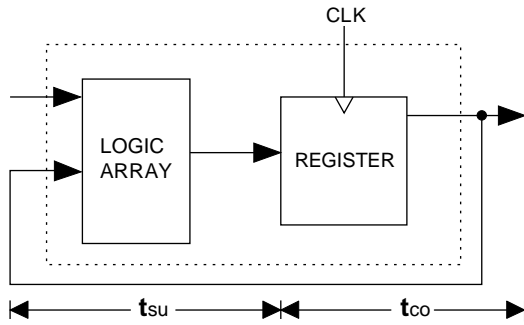 CLK
LOGIC
ARRAY
REGISTER
tsu
tco